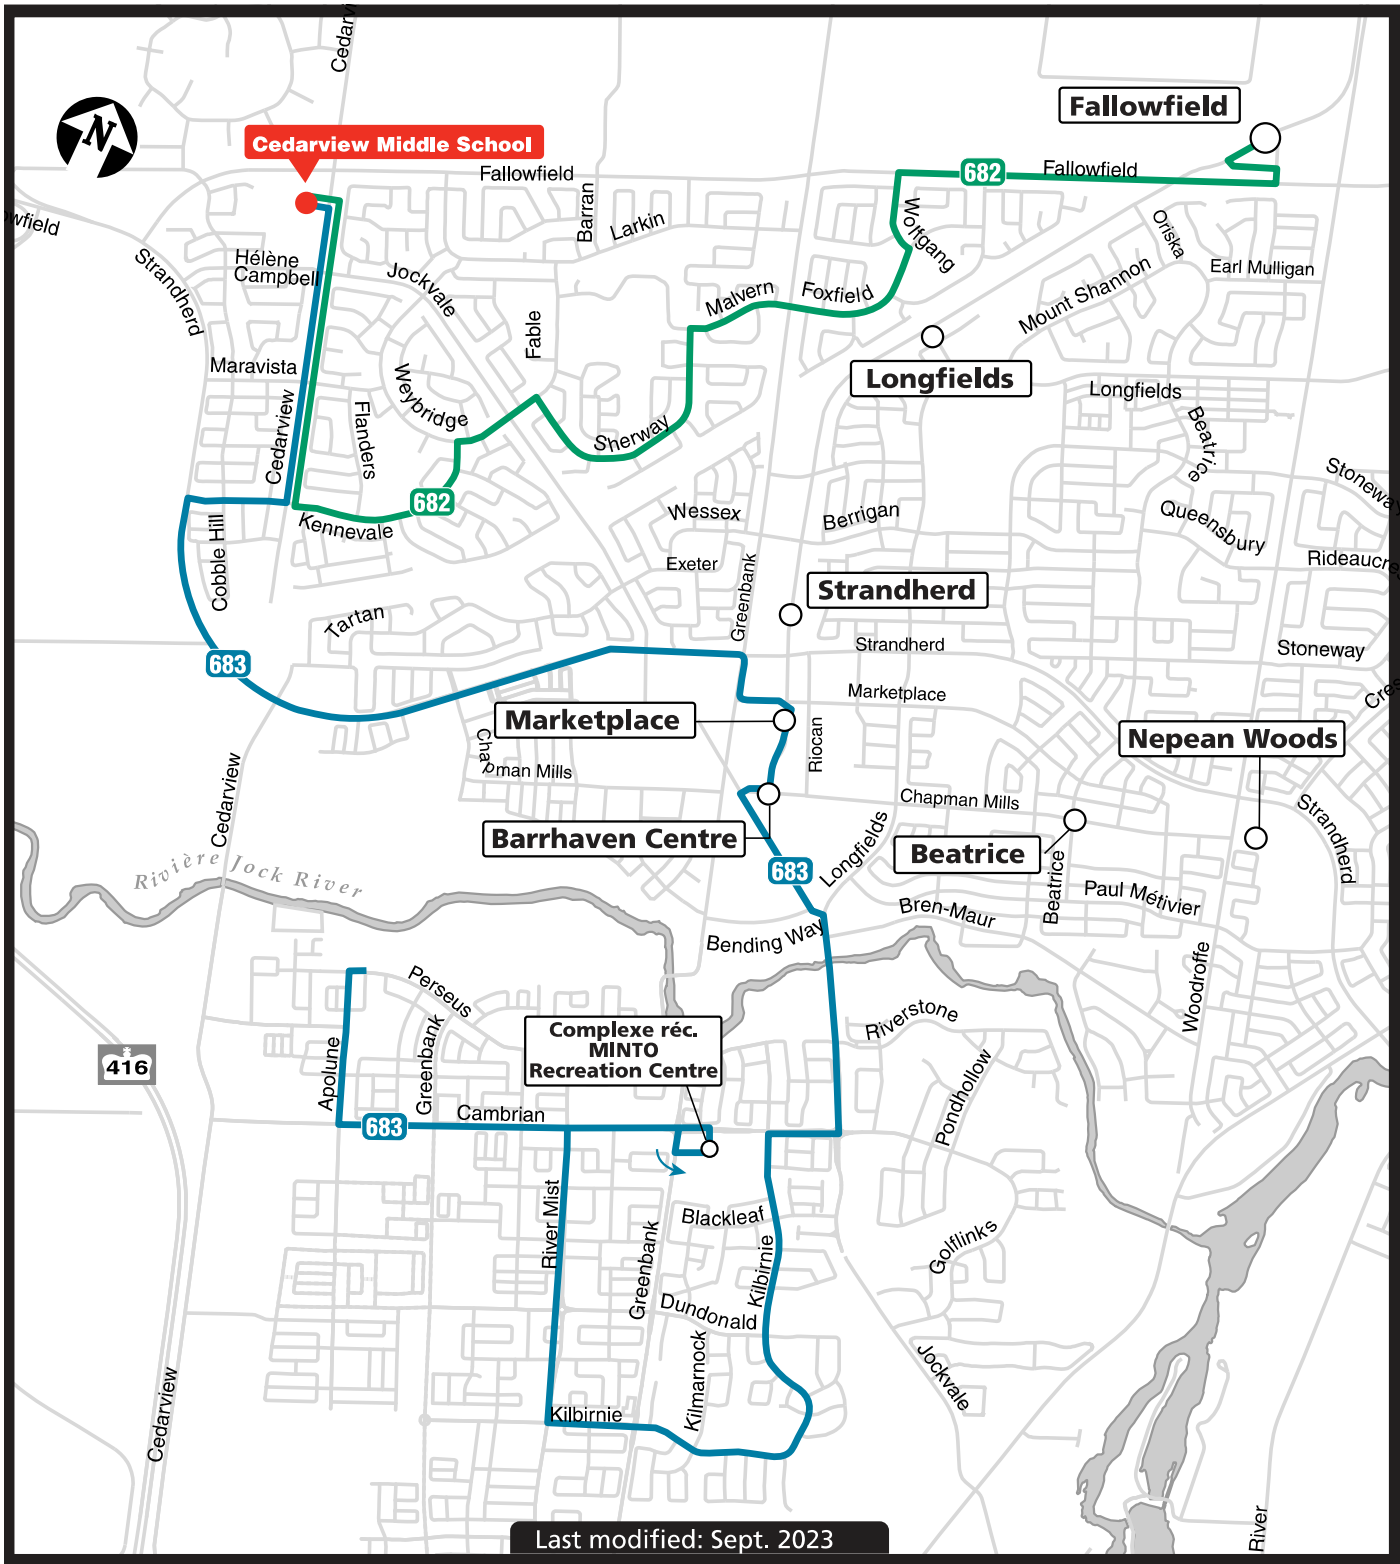 Cedarvi
N
Fallowfield
Cedarview Middle School
Fallowfield
682
Fallowfield
Barran
Larkin
Wolfgang
Oriska
owfield
Strandherd
Hélène
Campbell
Jockvale
Malvern
Foxfield
Mount Shannon
Earl Mulligan
Fable
Longfields
Maravista
Weybridge
Flanders
Cedarview
Sherway
Longfields
Beatrice
Stoneway
682
Kennevale
Cobble Hill
Wessex
Berrigan
Queensbury
Exeter
Greenbank
Rideaucre
Strandherd
Tartan
683
Strandherd
Stoneway
Marketplace
Cres
Marketplace
Riocan
Nepean Woods
Chapman Mills
Cedarview
Chapman Mills
Strandherd
Barrhaven Centre
Longfields
Beatrice
683
Rivière Jock River
Beatrice
Paul Métivier
Bren-Maur
Bending Way
Woodroffe
Perseus
Greenbank
Riverstone
Complexe réc.
MINTO
Recreation Centre
416
Apolune
Pondhollow
683
Cambrian
River Mist
Greenbank
Blackleaf
Kilbirnie
Golflinks
Dundonald
Kilmarnock
Jockvale
Cedarview
Kilbirnie
River
Last modified: Sept. 2023